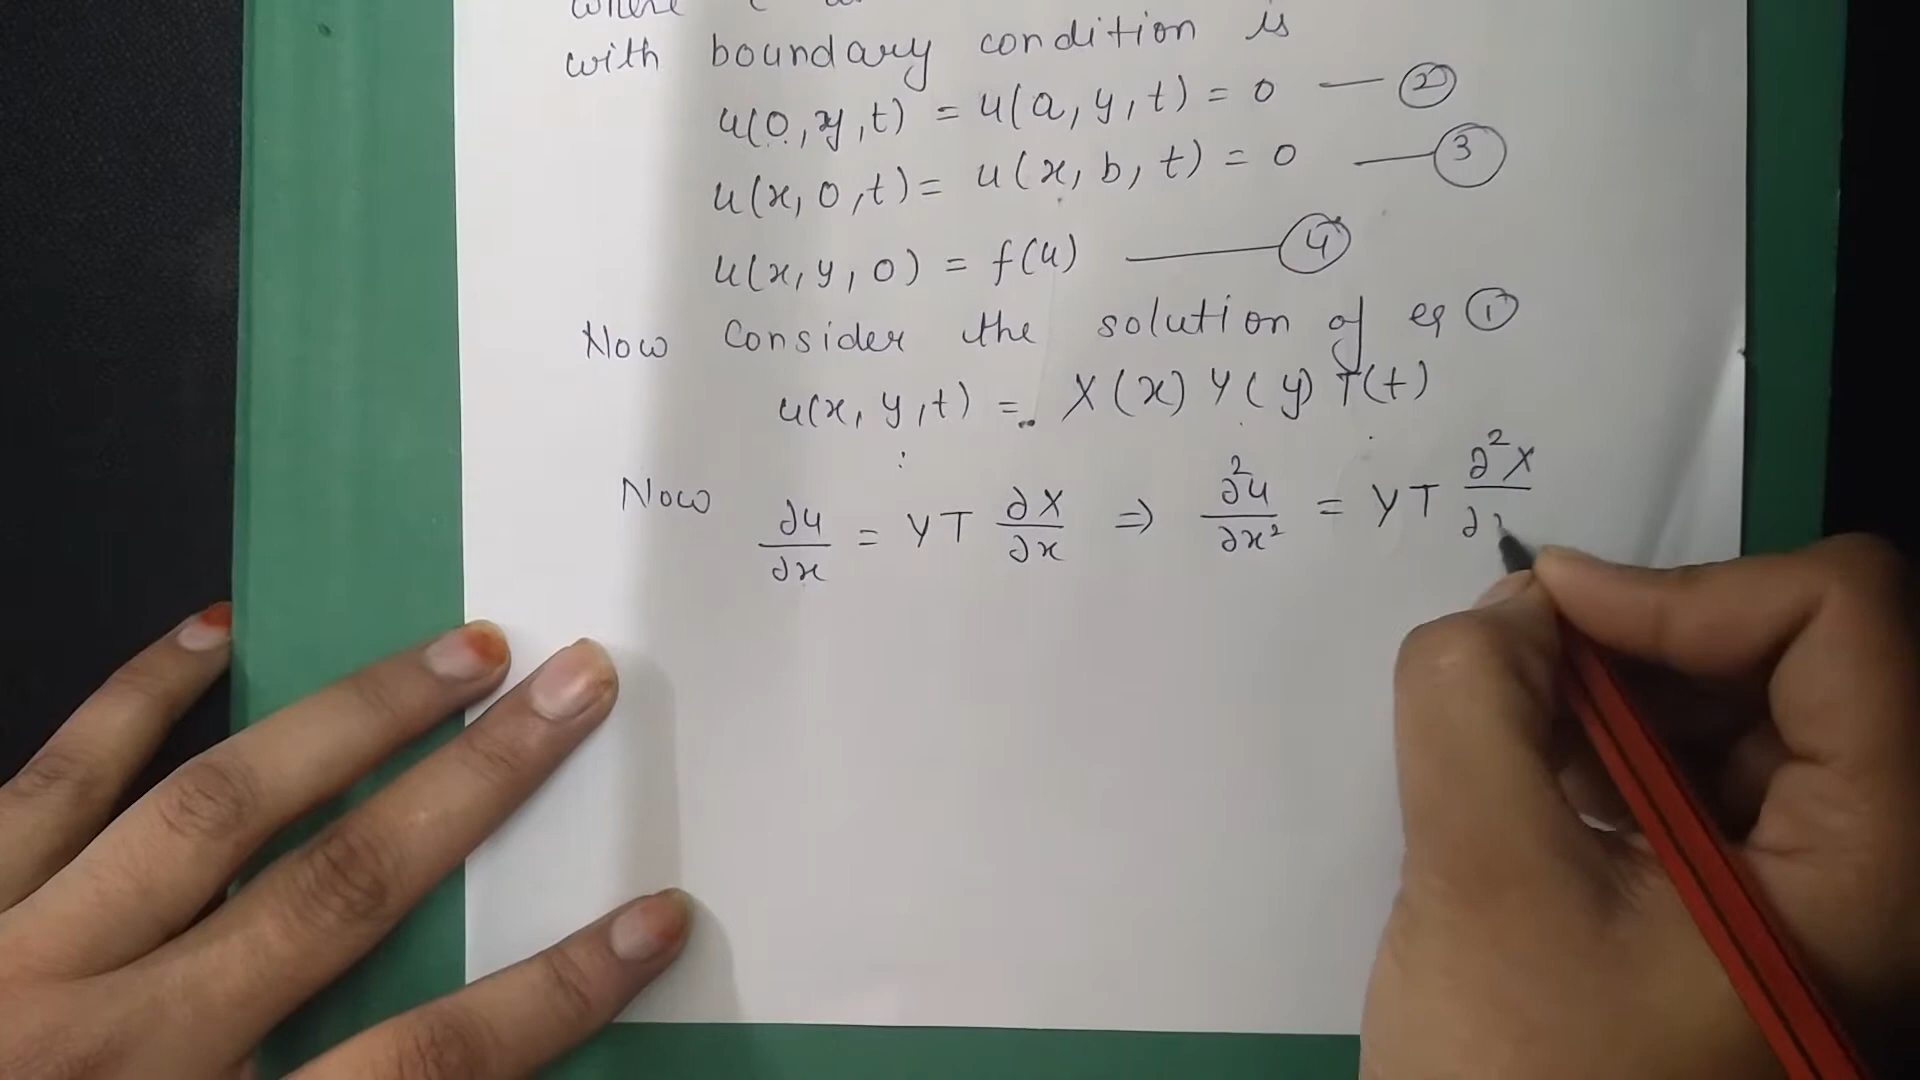 where c
with boundary condition is
u(0,y,t) = u(a,y,t) = 0 — ②
u(x,0,t) = u(x,b,t) = 0 — ③
u(x,y,0) = f(u) — ④
Now Consider the solution of eq ①
u(x,y,t) = X(x) Y(y) T(t)
Now ∂u/∂x = YT ∂X/∂x ⇒ ∂²u/∂x² = YT ∂²X/∂x